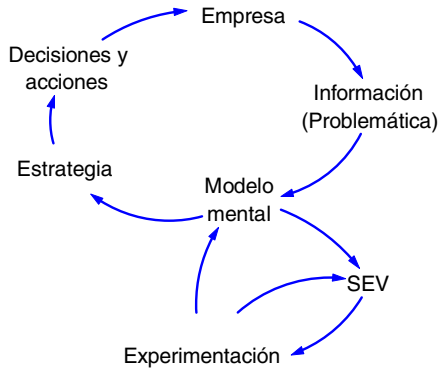 Empresa
Decisiones y
acciones
Información
(Problemática)
Estrategia
Modelo
mental
SEV
Experimentación